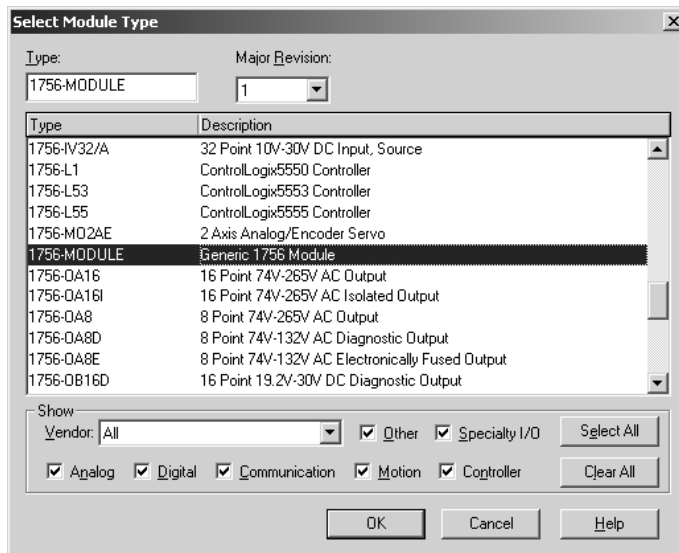 Select Module Type
Type:
Major Revision:
1756-MODULE
1
Type Description
1756-IV32/A 32 Point 10V-30V DC Input, Source
1756-L1 ControlLogix5550 Controller
1756-L53 ControlLogix5553 Controller
1756-L55 ControlLogix5555 Controller
1756-M02AE 2 Axis Analog/Encoder Servo
1756-MODULE Generic 1756 Module
1756-OA16 16 Point 74V-265V AC Output
1756-OA16I 16 Point 74V-265V AC Isolated Output
1756-OA8 8 Point 74V-265V AC Output
1756-OA8D 8 Point 74V-132V AC Diagnostic Output
1756-OA8E 8 Point 74V-132V AC Electronically Fused Output
1756-OB16D 16 Point 19.2V-30V DC Diagnostic Output
Show
Vendor: All Other Specialty I/O Select All
Analog Digital Communication Motion Controller Clear All
OK Cancel Help